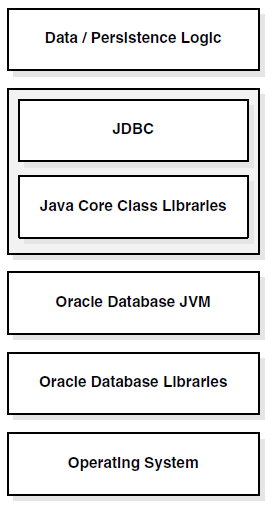 Data / Persistence Logic
JDBC
Java Core Class Libraries
Oracle Database JVM
Oracle Database Libraries
Operating System